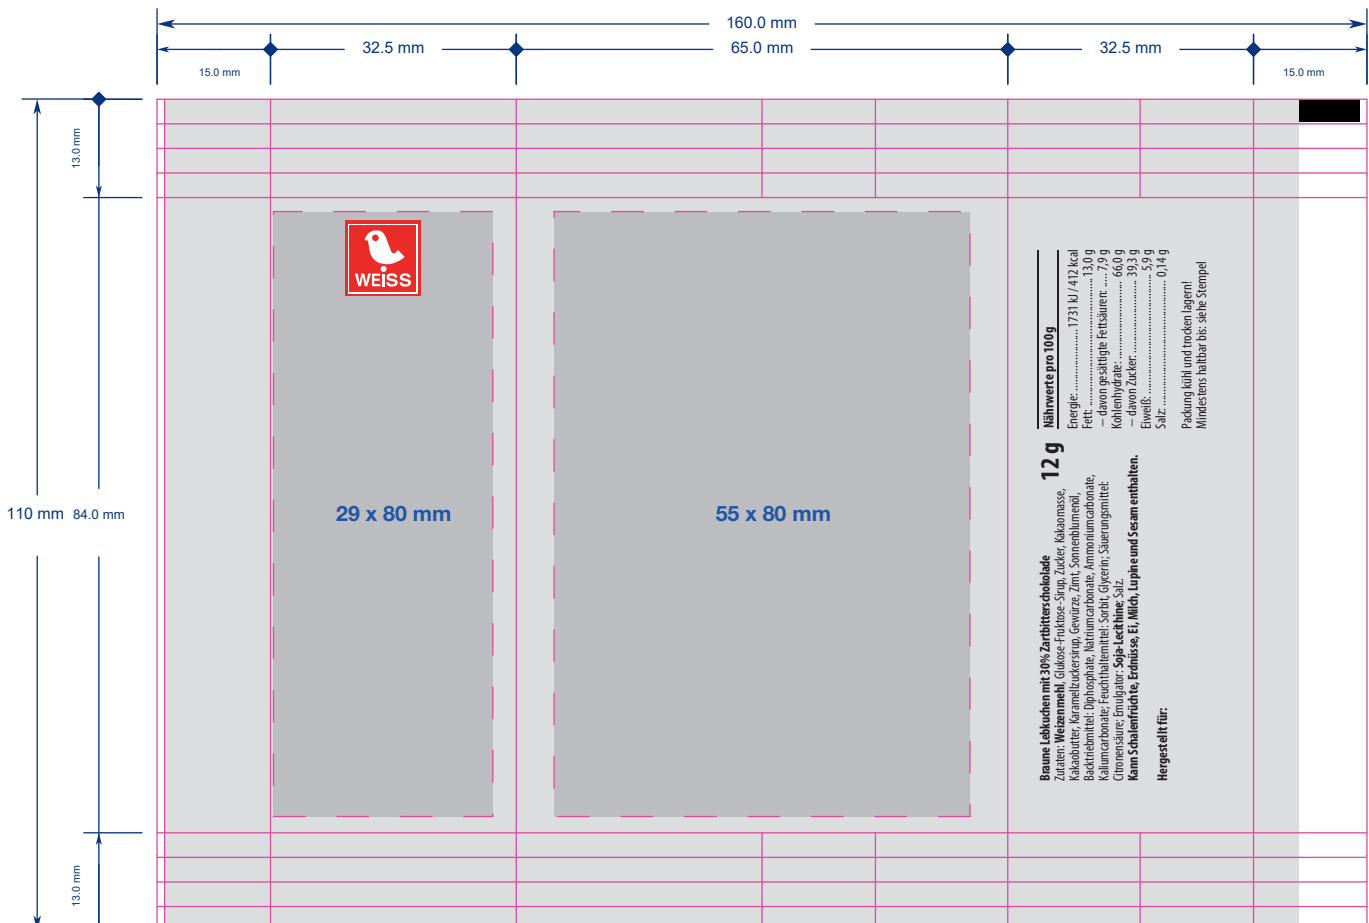 160.0 mm
32.5 mm
65.0 mm
32.5 mm
15.0 mm
15.0 mm
13.0 mm
110 mm
84.0 mm
13.0 mm
WEISS
29 x 80 mm
55 x 80 mm
Braune Lebkuchen mit 30% Zartbitterschokolade
Zutaten: Weizenmehl, Glukose-Fruktose-Sirup, Zucker, Kakaomasse,
Kakaobutter, Karamellzuckersirup, Gewürze, Zimt, Sonnenblumenöl,
Backtriebmittel: Diphosphate, Natriumcarbonate, Ammoniumcarbonate,
Kaliumcarbonate; Feuchthaltemittel: Sorbit, Glycerin; Säuerungsmittel:
Citronensäure; Emulgator: Soja-Lecithine; Salz.
Kann Schalenfrüchte, Erdnüsse, Ei, Milch, Lupine und Sesam enthalten.
Hergestellt für:
12 g
Nährwerte pro 100g
Energie: ..................... 1731 kJ / 412 kcal
Fett: ..................................... 13,0 g
– davon gesättigte Fettsäuren: ..... 7,9 g
Kohlenhydrate: ........................ 66,0 g
– davon Zucker: ........................ 39,3 g
Eiweiß: ..................................... 5,9 g
Salz: ..................................... 0,14 g
Packung kühl und trocken lagern!
Mindestens haltbar bis: siehe Stempel